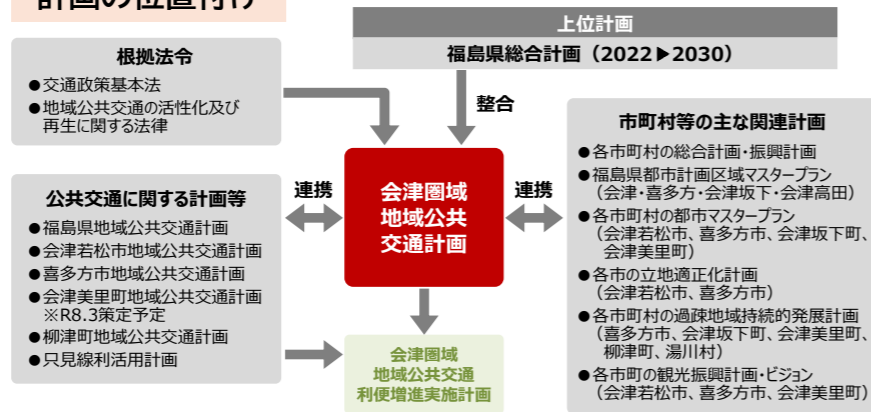 計画の位置付け
根拠法令
●交通政策基本法
●地域公共交通の活性化及び
再生に関する法律
上位計画
福島県総合計画（2022▶2030）
整合
公共交通に関する計画等
●福島県地域公共交通計画
●会津若松市地域公共交通計画
●喜多方市地域公共交通計画
●会津美里町地域公共交通計画
※R8.3策定予定
●柳津町地域公共交通計画
●只見線利活用計画
連携
会津圏域
地域公共
交通計画
連携
会津圏域
地域公共交通
利便増進実施計画
市町村等の主な関連計画
●各市町村の総合計画・振興計画
●福島県都市計画区域マスタープラン
（会津・喜多方・会津坂下・会津高田）
●各市町村の都市マスタープラン
（会津若松市、喜多方市、会津坂下町、
会津美里町）
●各市の立地適正化計画
（会津若松市、喜多方市）
●各市町村の過疎地域持続的発展計画
（喜多方市、会津坂下町、会津美里町、
柳津町、湯川村）
●各市町の観光振興計画・ビジョン
（会津若松市、喜多方市、会津美里町）